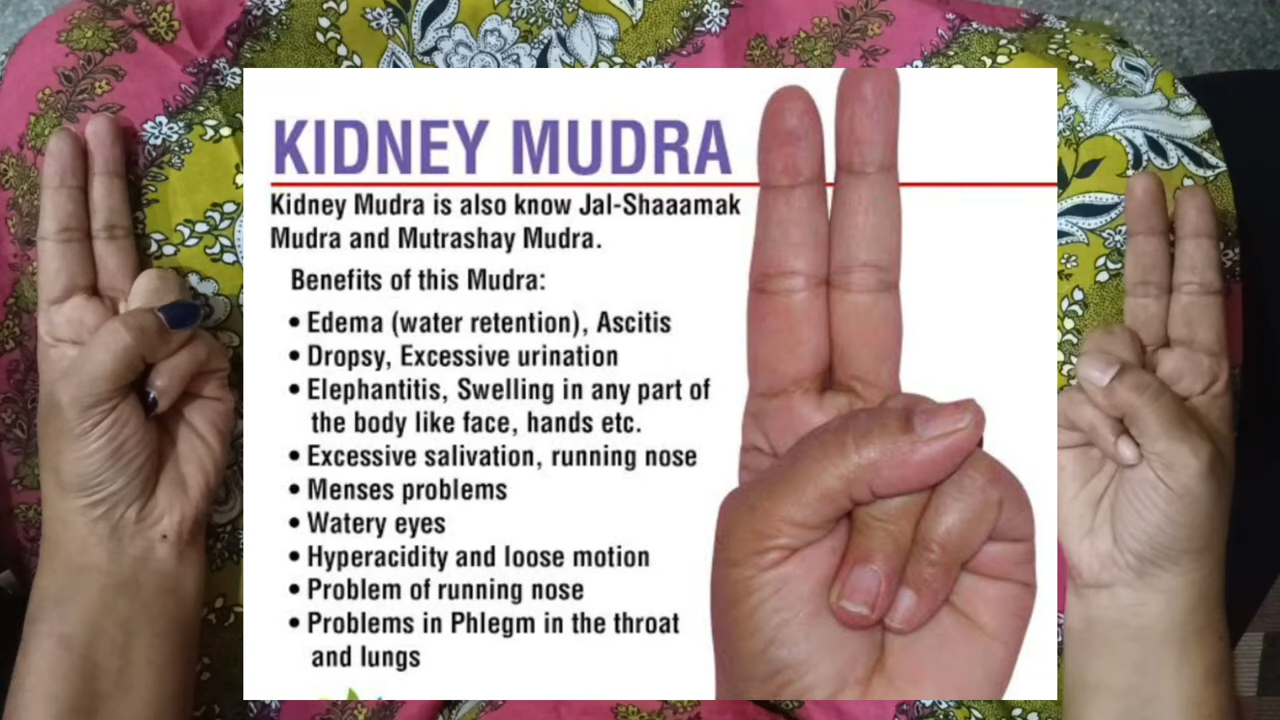 KIDNEY MUDRA
Kidney Mudra is also know Jal-Shaaamak
Mudra and Mutrashay Mudra.
Benefits of this Mudra:
• Edema (water retention), Ascitis
• Dropsy, Excessive urination
• Elephantitis, Swelling in any part of
the body like face, hands etc.
• Excessive salivation, running nose
• Menses problems
• Watery eyes
• Hyperacidity and loose motion
• Problem of running nose
• Problems in Phlegm in the throat
and lungs